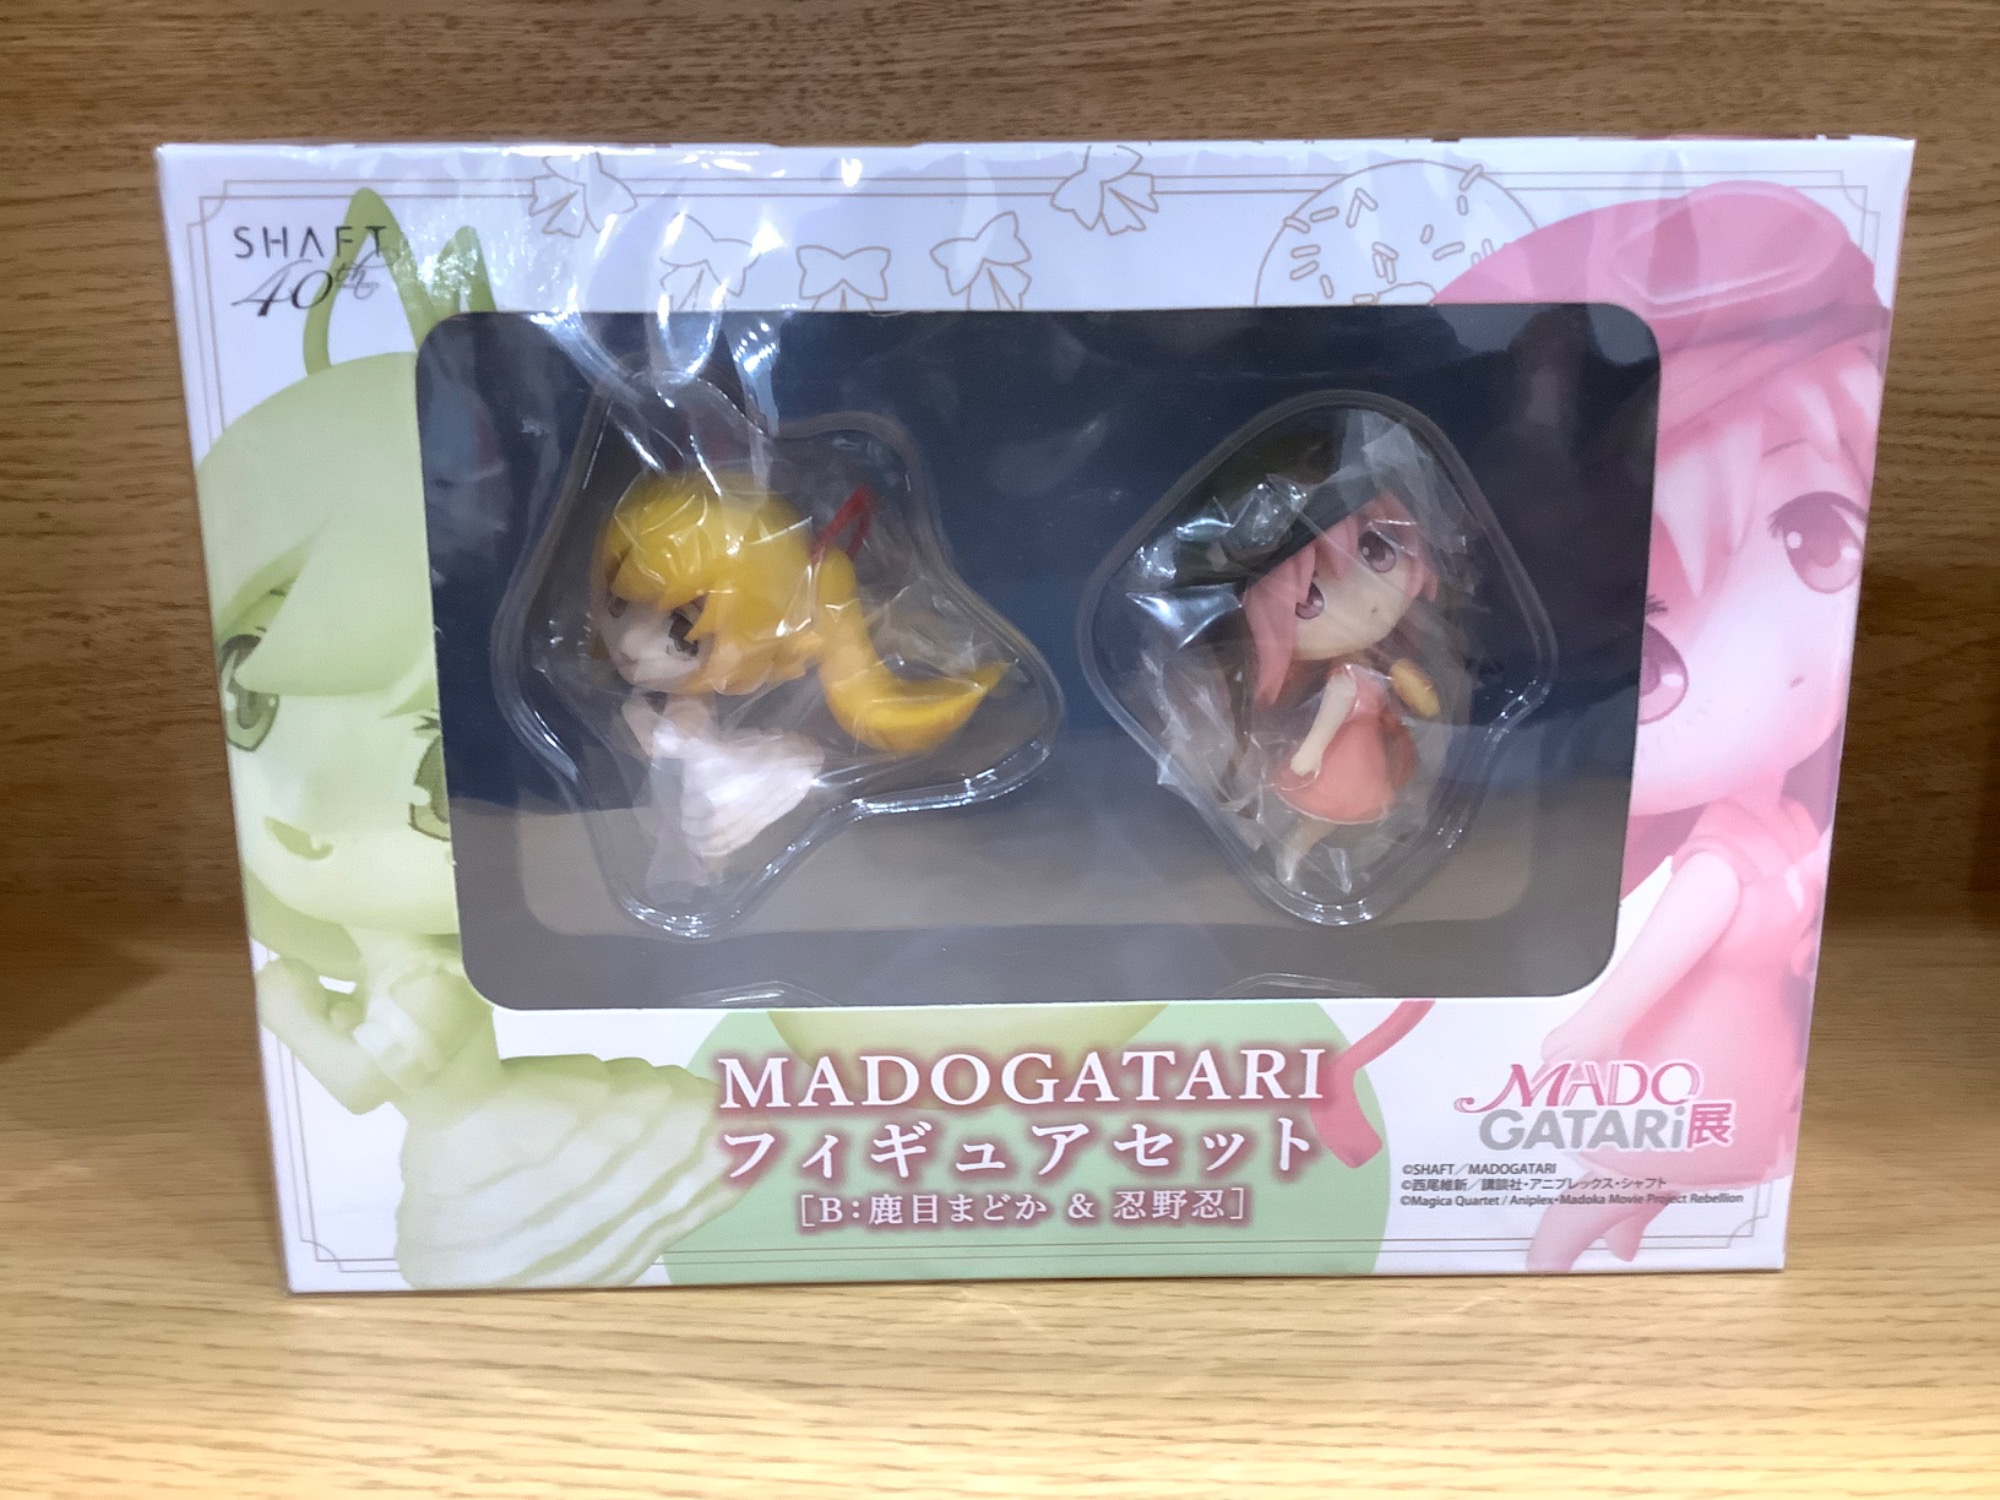 SHAFT
40th
MADOGATARI
フィギュアセット
[B:鹿目まどか & 忍野忍]
MADO
GATARi展
©SHAFT/MADOGATARI
©西尾維新/講談社・アニプレックス・シャフト
©Magica Quartet / Aniplex・Madoka Movie Project Rebellion